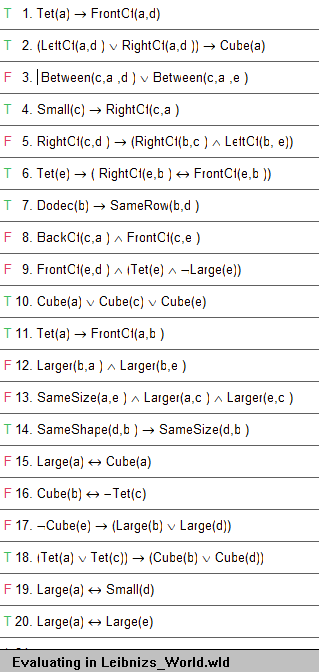 T 1. Tet(a) → FrontOf(a,d)
T 2. (LeftOf(a,d ) ∨ RightOf(a,d )) → Cube(a)
F 3. Between(c,a ,d ) ∨ Between(c,a ,e )
T 4. Small(c) → RightOf(c,a )
F 5. RightOf(c,d ) → (RightOf(b,c ) ∧ LeftOf(b, e))
T 6. Tet(e) → ( RightOf(e,b ) ↔ FrontOf(e,b ))
T 7. Dodec(b) → SameRow(b,d )
F 8. BackOf(c,a ) ∧ FrontOf(c,e )
F 9. FrontOf(e,d ) ∧ (Tet(e) ∧ ¬Large(e))
T 10. Cube(a) ∨ Cube(c) ∨ Cube(e)
T 11. Tet(a) → FrontOf(a,b )
F 12. Larger(b,a ) ∧ Larger(b,e )
F 13. SameSize(a,e ) ∧ Larger(a,c ) ∧ Larger(e,c )
T 14. SameShape(d,b ) → SameSize(d,b )
F 15. Large(a) ↔ Cube(a)
F 16. Cube(b) ↔ ¬Tet(c)
F 17. ¬Cube(e) → (Large(b) ∨ Large(d))
T 18. (Tet(a) ∨ Tet(c)) → (Cube(b) ∨ Cube(d))
F 19. Large(a) ↔ Small(d)
T 20. Large(a) ↔ Large(e)
Evaluating in Leibnizs_World.wld